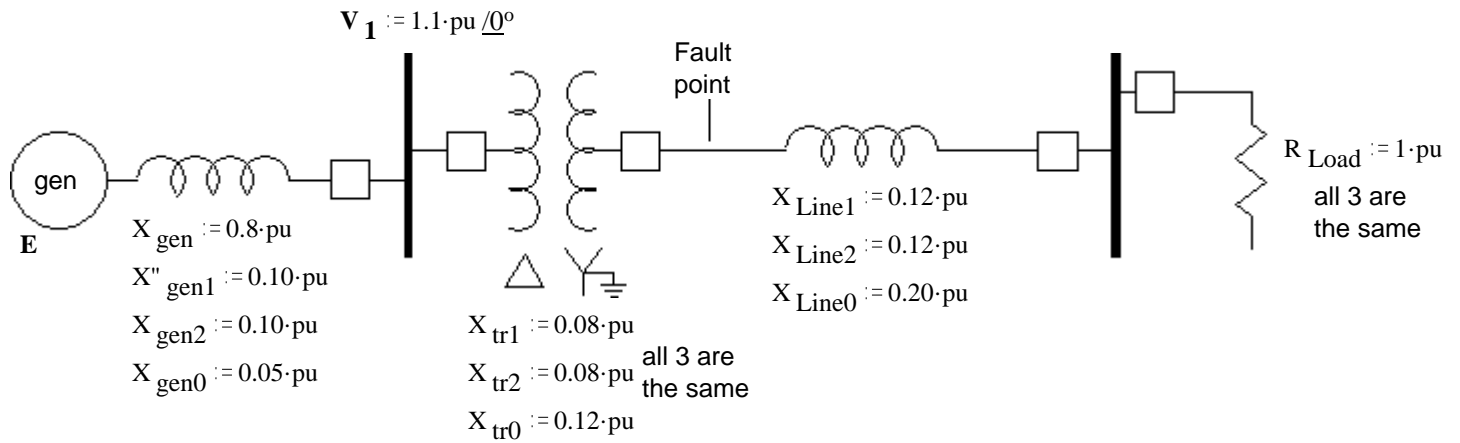 V 1 := 1.1·pu /0º
Fault
point
gen
E
X gen := 0.8·pu
X" gen1 := 0.10·pu
X gen2 := 0.10·pu
X gen0 := 0.05·pu
X tr1 := 0.08·pu
X tr2 := 0.08·pu
X tr0 := 0.12·pu
all 3 are
the same
X Line1 := 0.12·pu
X Line2 := 0.12·pu
X Line0 := 0.20·pu
R Load := 1·pu
all 3 are
the same